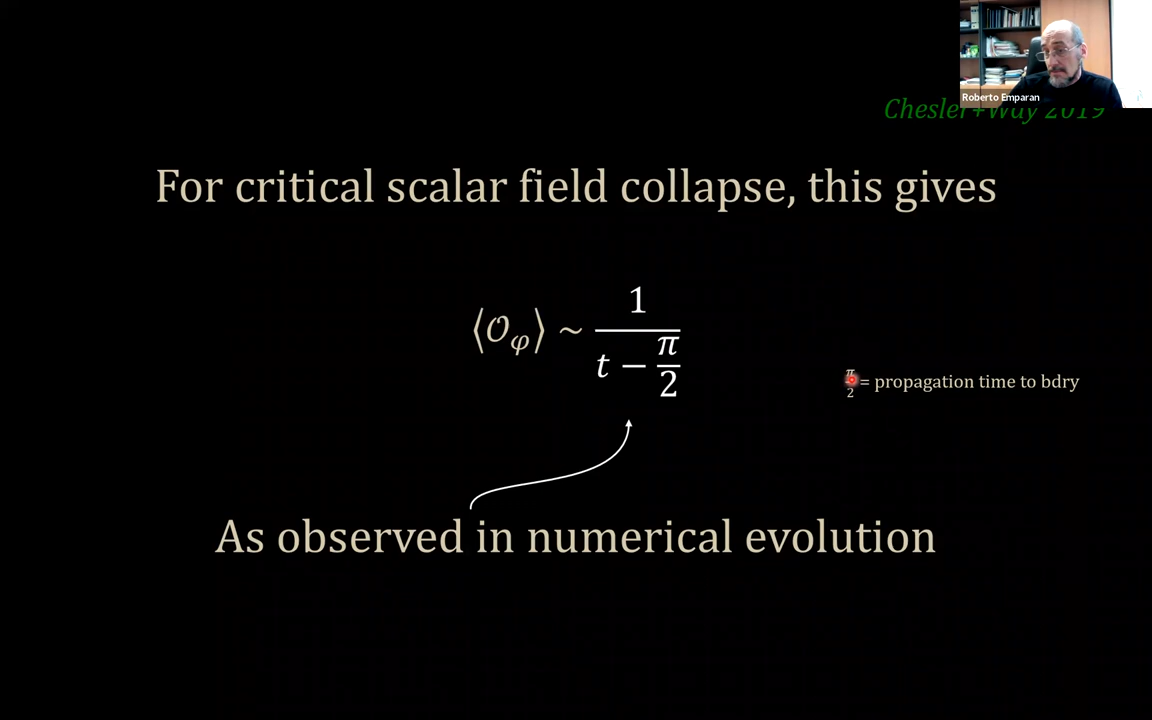 Roberto Emparan
Chesler+Way 2019
For critical scalar field collapse, this gives
⟨𝒪_φ⟩ ~ 1 / (t − π/2)
π/2 = propagation time to bdry
As observed in numerical evolution